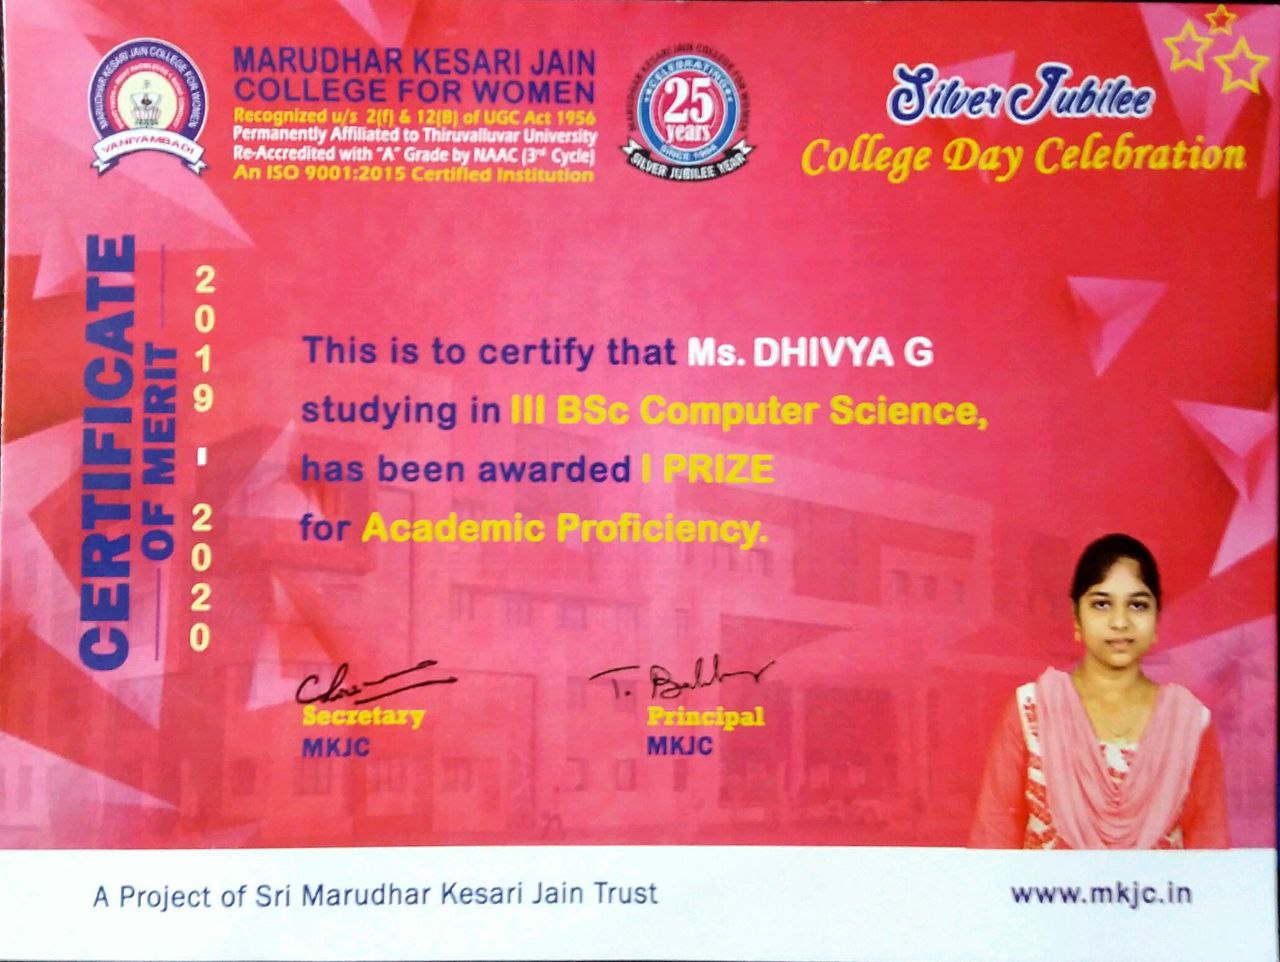 MARUDHAR KESARI JAIN COLLEGE FOR WOMEN
VANIYAMBADI
MARUDHAR KESARI JAIN
COLLEGE FOR WOMEN
Recognized u/s 2(f) & 12(B) of UGC Act 1956
Permanently Affiliated to Thiruvalluvar University
Re-Accredited with "A" Grade by NAAC (3rd Cycle)
An ISO 9001:2015 Certified Institution
MARUDHAR KESARI JAIN COLLEGE FOR WOMEN
CELEBRATING
25
years
SINCE 1994
SILVER JUBILEE YEAR
Silver Jubilee
College Day Celebration
CERTIFICATE
OF MERIT
2019 - 2020
This is to certify that Ms. DHIVYA G
studying in III BSc Computer Science,
has been awarded I PRIZE
for Academic Proficiency.
T.
Secretary
MKJC
Principal
MKJC
A Project of Sri Marudhar Kesari Jain Trust
www.mkjc.in